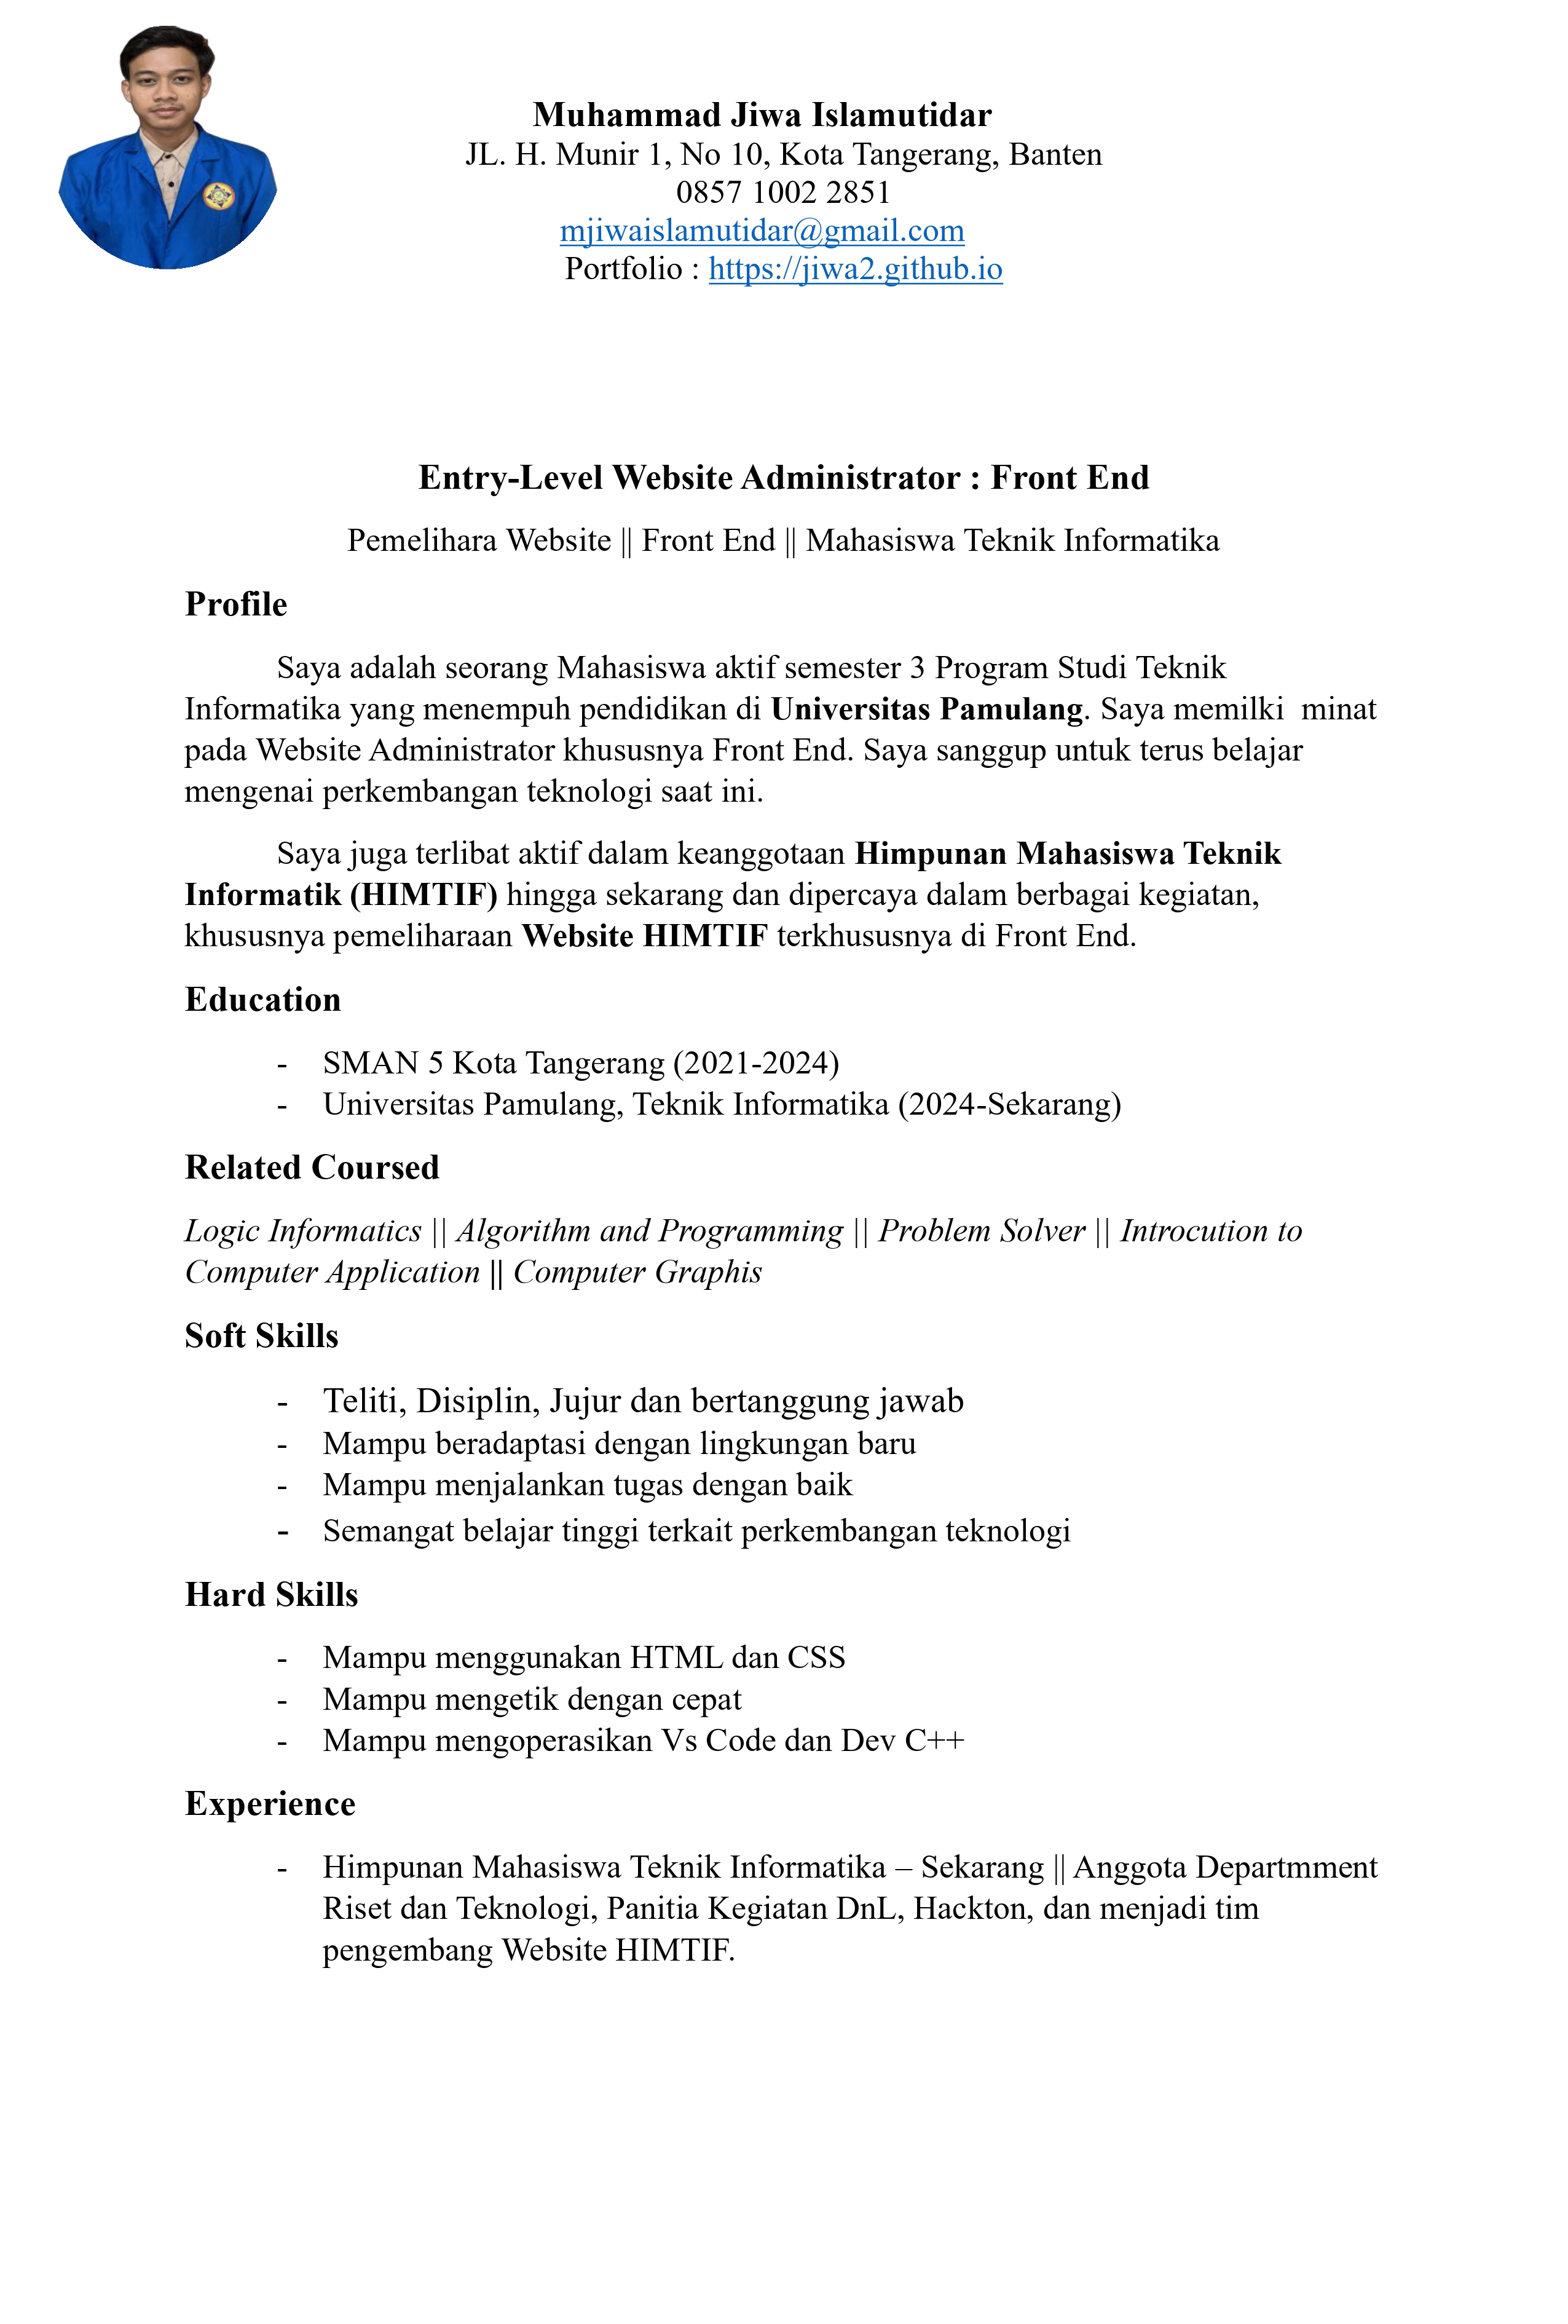 Muhammad Jiwa Islamutidar
JL. H. Munir 1, No 10, Kota Tangerang, Banten
0857 1002 2851
mjiwaislamutidar@gmail.com
Portfolio : https://jiwa2.github.io
Entry-Level Website Administrator : Front End
Pemelihara Website || Front End || Mahasiswa Teknik Informatika
Profile
Saya adalah seorang Mahasiswa aktif semester 3 Program Studi Teknik
Informatika yang menempuh pendidikan di Universitas Pamulang. Saya memilki  minat
pada Website Administrator khususnya Front End. Saya sanggup untuk terus belajar
mengenai perkembangan teknologi saat ini.
Saya juga terlibat aktif dalam keanggotaan Himpunan Mahasiswa Teknik
Informatik (HIMTIF) hingga sekarang dan dipercaya dalam berbagai kegiatan,
khususnya pemeliharaan Website HIMTIF terkhususnya di Front End.
Education
- SMAN 5 Kota Tangerang (2021-2024)
- Universitas Pamulang, Teknik Informatika (2024-Sekarang)
Related Coursed
Logic Informatics || Algorithm and Programming || Problem Solver || Introcution to
Computer Application || Computer Graphis
Soft Skills
- Teliti, Disiplin, Jujur dan bertanggung jawab
- Mampu beradaptasi dengan lingkungan baru
- Mampu menjalankan tugas dengan baik
- Semangat belajar tinggi terkait perkembangan teknologi
Hard Skills
- Mampu menggunakan HTML dan CSS
- Mampu mengetik dengan cepat
- Mampu mengoperasikan Vs Code dan Dev C++
Experience
- Himpunan Mahasiswa Teknik Informatika – Sekarang || Anggota Departmment
Riset dan Teknologi, Panitia Kegiatan DnL, Hackton, dan menjadi tim
pengembang Website HIMTIF.